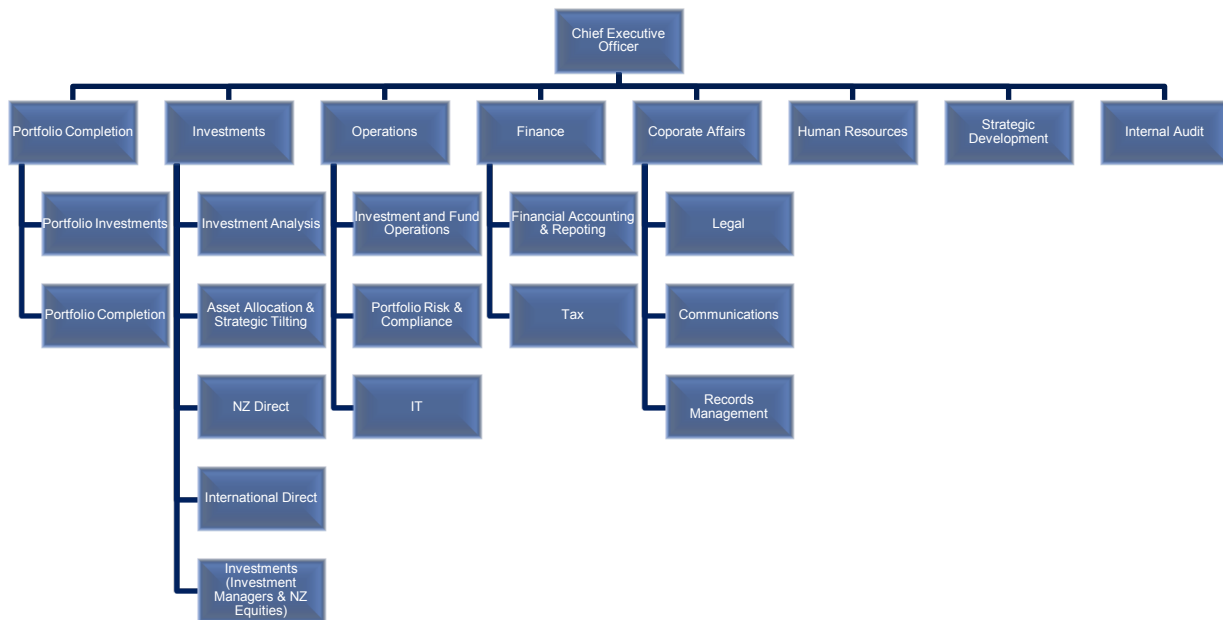 Chief Executive
Officer
Portfolio Completion
Investments
Operations
Finance
Coporate Affairs
Human Resources
Strategic
Development
Internal Audit
Portfolio Investments
Investment Analysis
Investment and Fund
Operations
Financial Accounting
& Repoting
Legal
Portfolio Completion
Asset Allocation &
Strategic Tilting
Portfolio Risk &
Compliance
Tax
Communications
NZ Direct
IT
Records
Management
International Direct
Investments
(Investment
Managers & NZ
Equities)